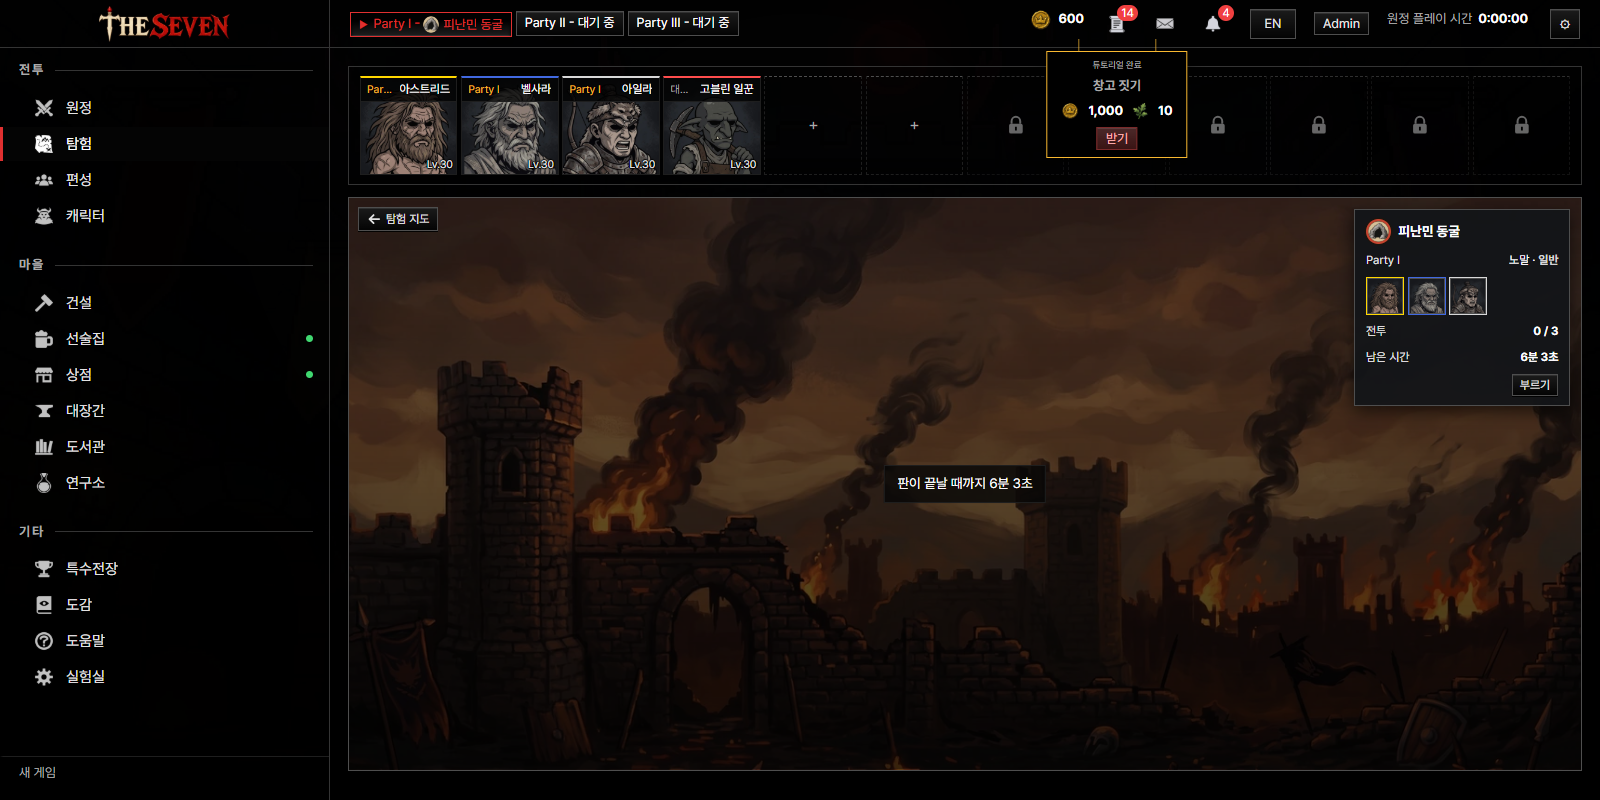 THE SEVEN
Party I - 피난민 동굴
Party II - 대기 중
Party III - 대기 중
600
14
4
EN
Admin
원정 플레이 시간 0:00:00
전투
원정
탐험
편성
캐릭터
마을
건설
선술집
상점
대장간
도서관
연구소
기타
특수전장
도감
도움말
실험실
새 게임
Par... 아스트리드
Lv.30
Party I 벨사라
Lv.30
Party I 아일라
Lv.30
대... 고블린 일꾼
Lv.30
+
+
튜토리얼 완료
창고 짓기
1,000 10
받기
← 탐험 지도
피난민 동굴
Party I 노말 · 일반
전투 0 / 3
남은 시간 6분 3초
부르기
판이 끝날 때까지 6분 3초